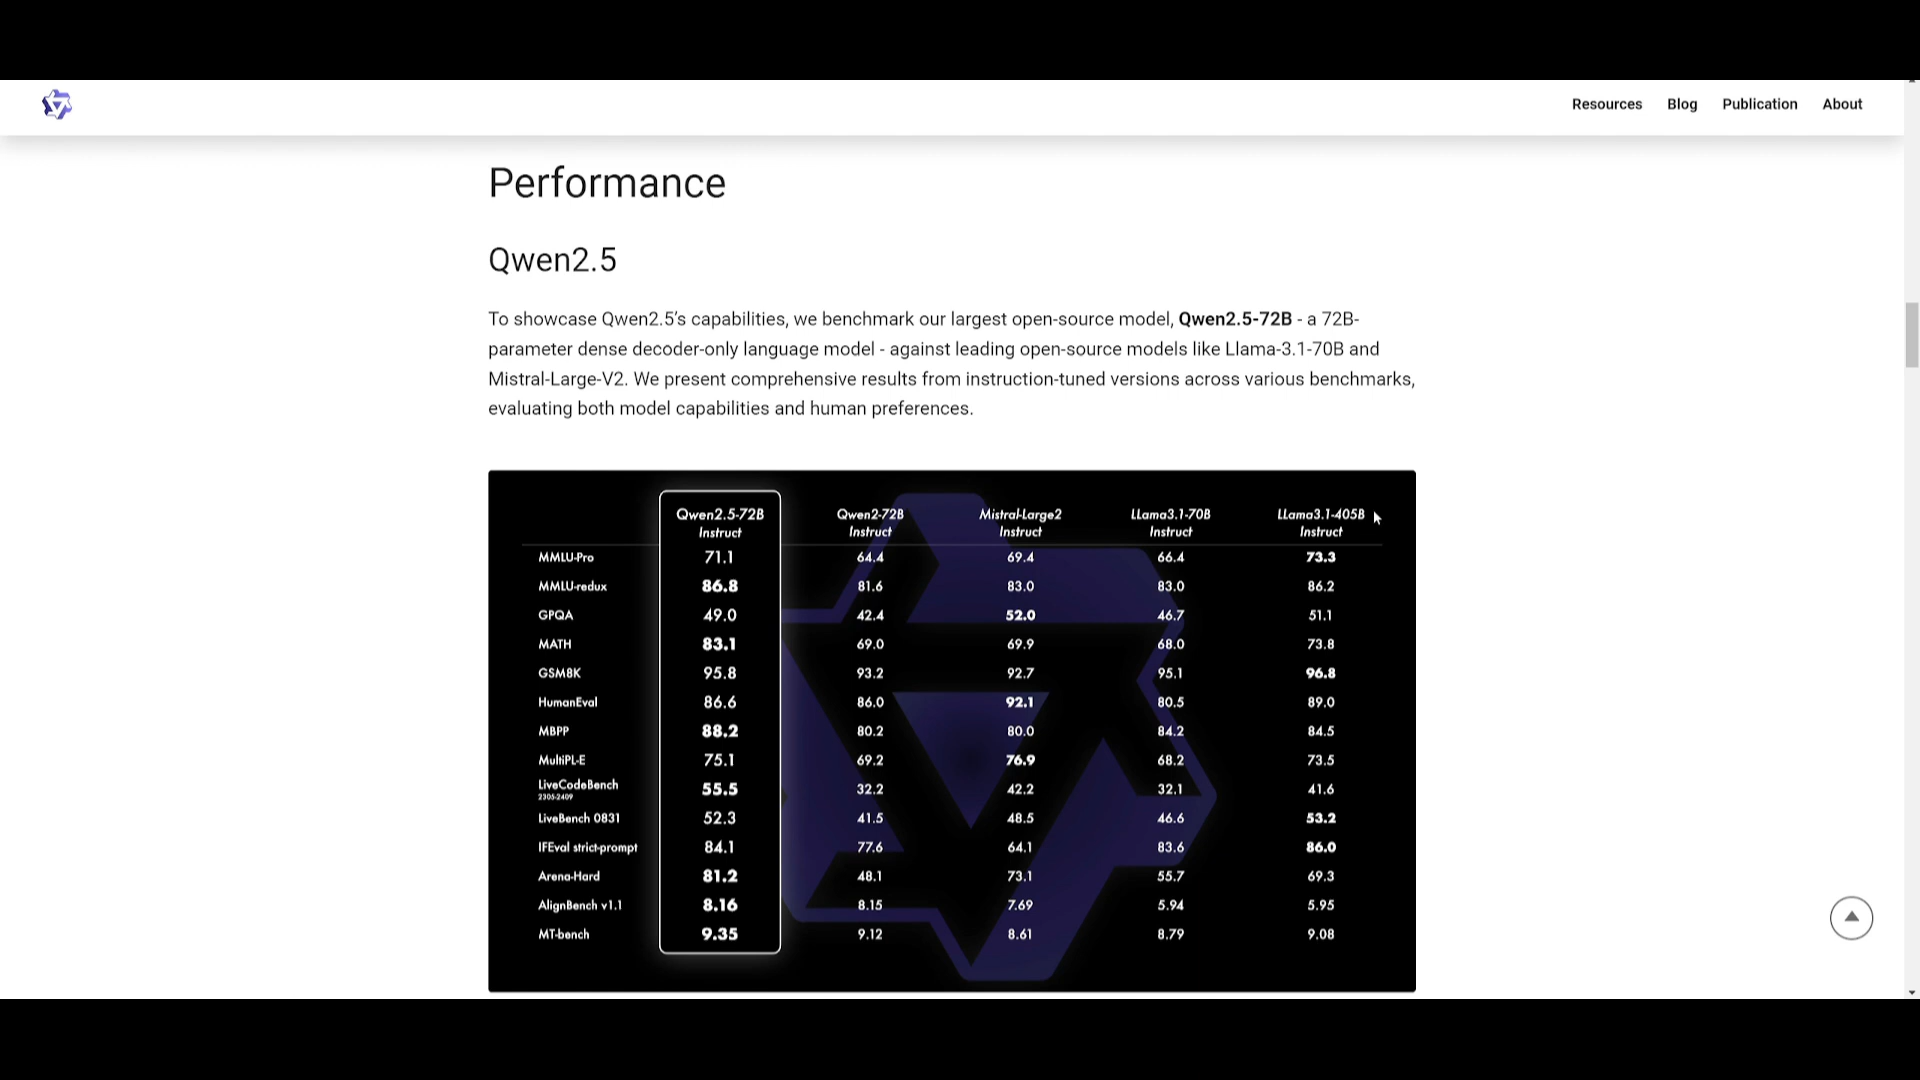 Resources Blog Publication About
Performance
Qwen2.5
To showcase Qwen2.5’s capabilities, we benchmark our largest open-source model, Qwen2.5-72B - a 72B-
parameter dense decoder-only language model - against leading open-source models like Llama-3.1-70B and
Mistral-Large-V2. We present comprehensive results from instruction-tuned versions across various benchmarks,
evaluating both model capabilities and human preferences.
Qwen2.5-72B Qwen2-72B Mistral-Large2 LLama3.1-70B LLama3.1-405B
Instruct Instruct Instruct Instruct Instruct
MMLU-Pro 71.1 64.4 69.4 66.4 73.3
MMLU-redux 86.8 81.6 83.0 83.0 86.2
GPQA 49.0 42.4 52.0 46.7 51.1
MATH 83.1 69.0 69.9 68.0 73.8
GSM8K 95.8 93.2 92.7 95.1 96.8
HumanEval 86.6 86.0 92.1 80.5 89.0
MBPP 88.2 80.2 80.0 84.2 84.5
MultiPL-E 75.1 69.2 76.9 68.2 73.5
LiveCodeBench 55.5 32.2 42.2 32.1 41.6
2305-2409
LiveBench 0831 52.3 41.5 48.5 46.6 53.2
IFEval strict-prompt 84.1 77.6 64.1 83.6 86.0
Arena-Hard 81.2 48.1 73.1 55.7 69.3
AlignBench v1.1 8.16 8.15 7.69 5.94 5.95
MT-bench 9.35 9.12 8.61 8.79 9.08